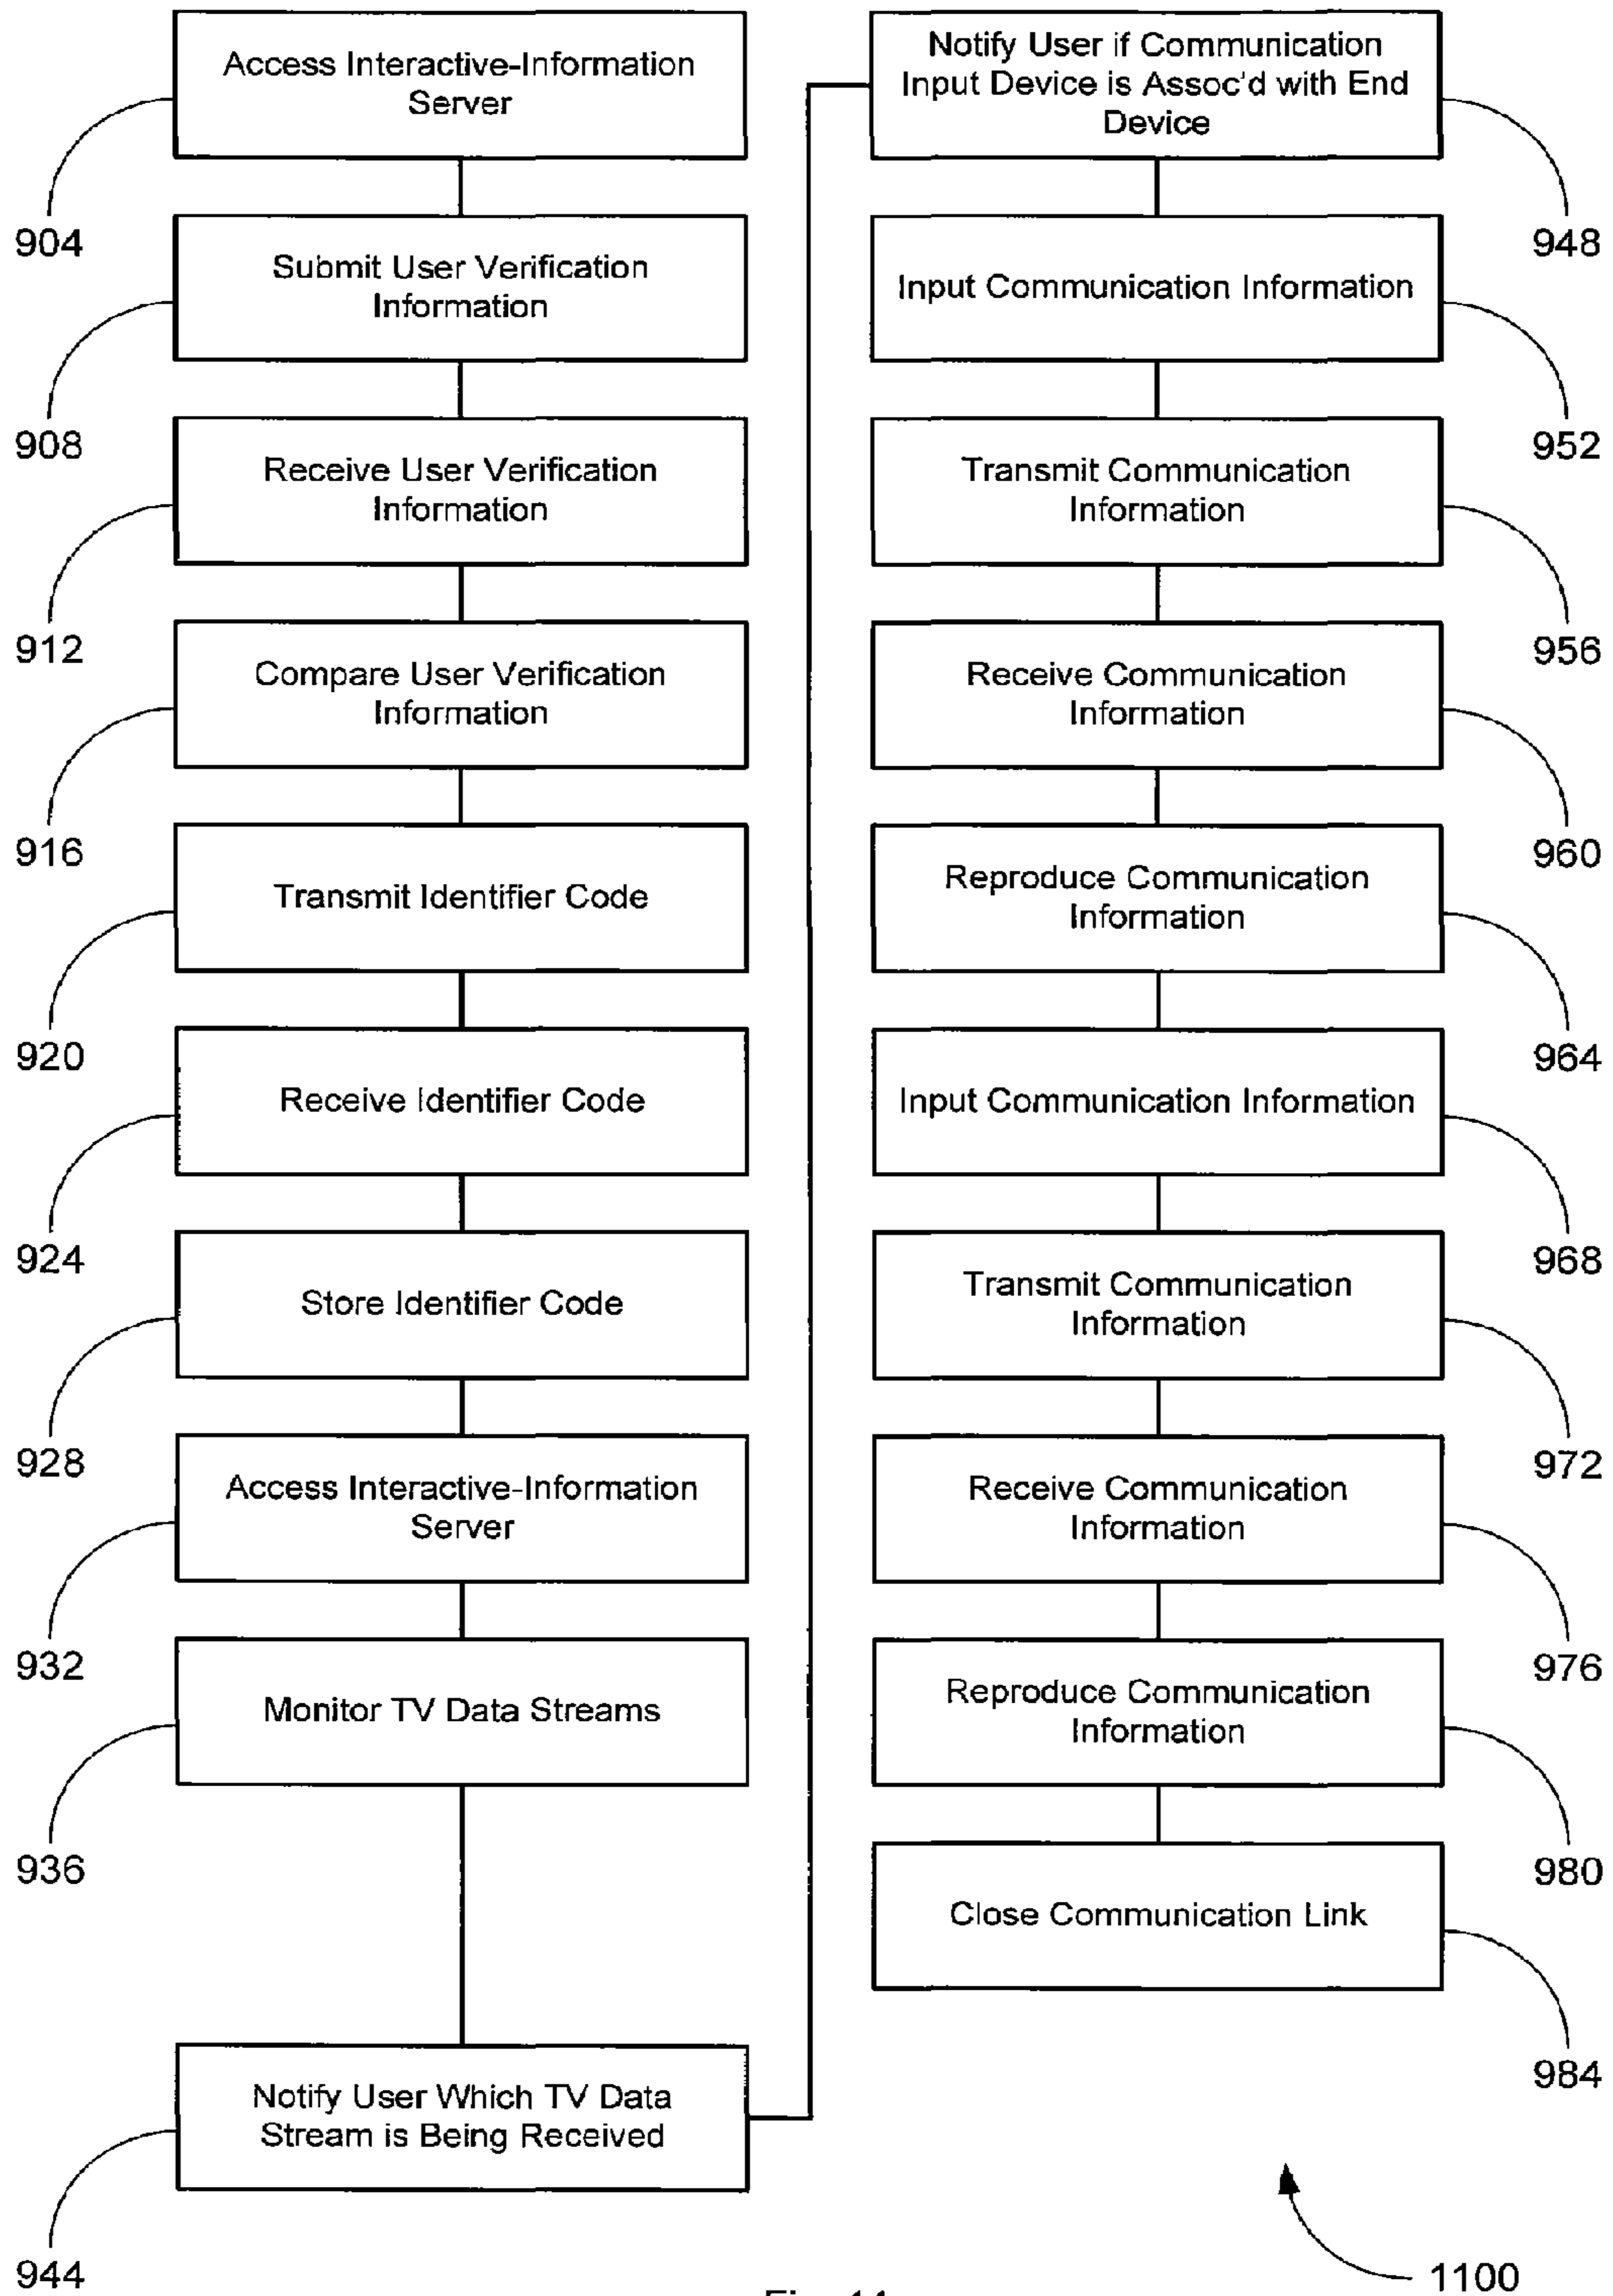 Access Interactive-Information
Server
904
Submit User Verification
Information
908
Receive User Verification
Information
912
Compare User Verification
Information
916
Transmit Identifier Code
920
Receive Identifier Code
924
Store Identifier Code
928
Access Interactive-Information
Server
932
Monitor TV Data Streams
936
Notify User Which TV Data
Stream is Being Received
944
Notify User if Communication
Input Device is Assoc'd with End
Device
948
Input Communication Information
952
Transmit Communication
Information
956
Receive Communication
Information
960
Reproduce Communication
Information
964
Input Communication Information
968
Transmit Communication
Information
972
Receive Communication
Information
976
Reproduce Communication
Information
980
Close Communication Link
984
1100